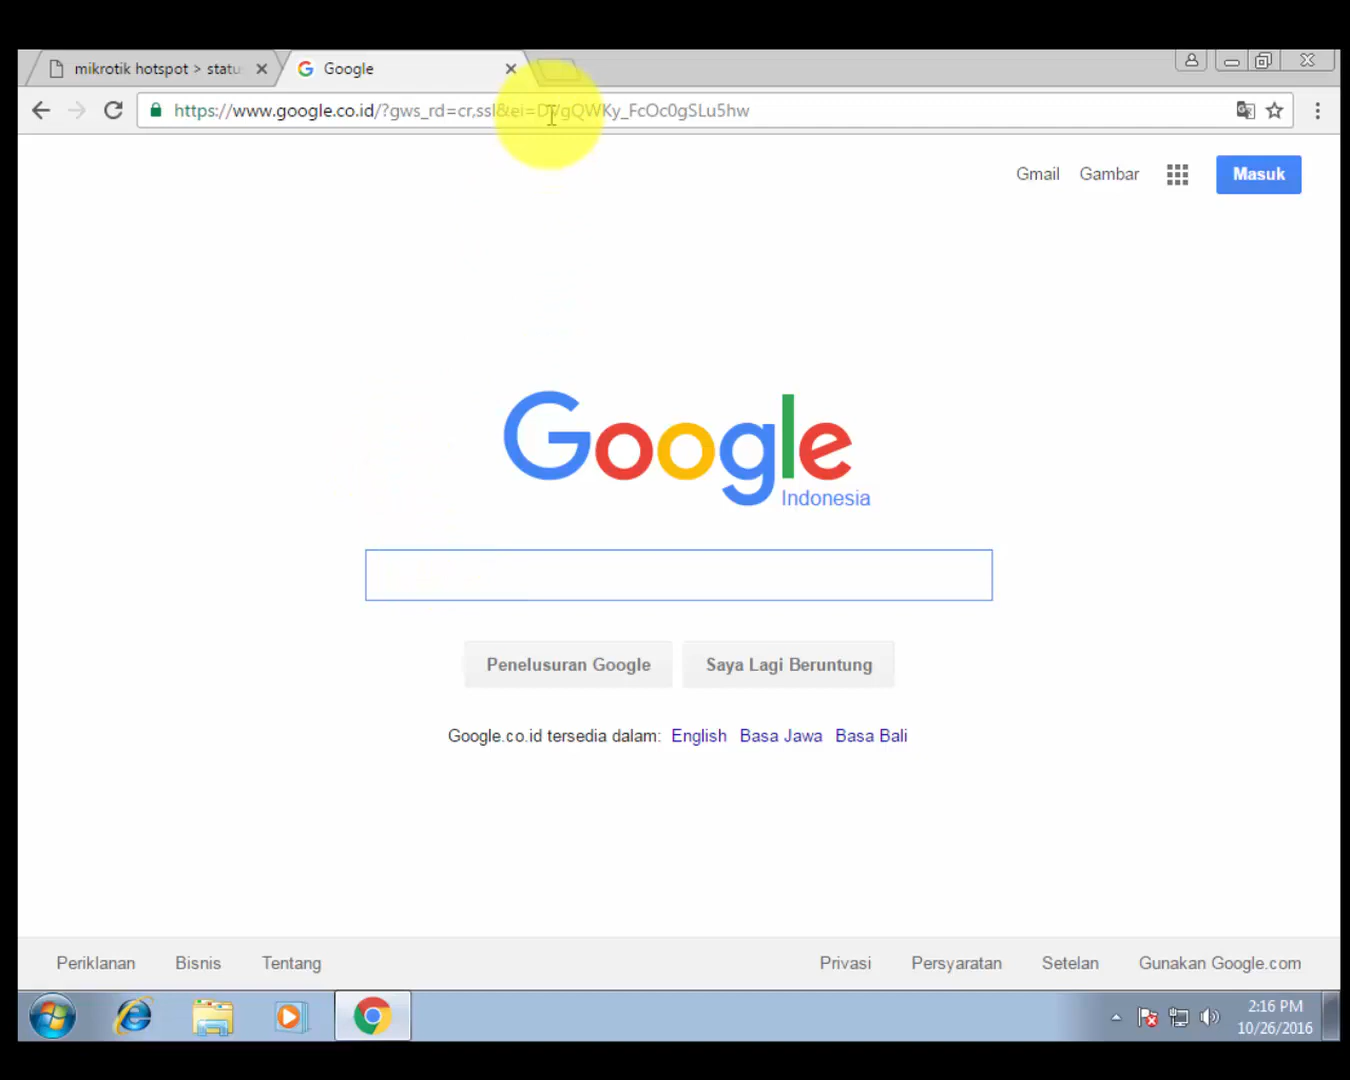 mikrotik hotspot > statu
Google
https://www.google.co.id/?gws_rd=cr,ssl&ei=DVgQWKy_FcOc0gSLu5hw
Gmail Gambar Masuk
Google
Indonesia
Penelusuran Google Saya Lagi Beruntung
Google.co.id tersedia dalam: English Basa Jawa Basa Bali
Periklanan Bisnis Tentang Privasi Persyaratan Setelan Gunakan Google.com
2:16 PM
10/26/2016